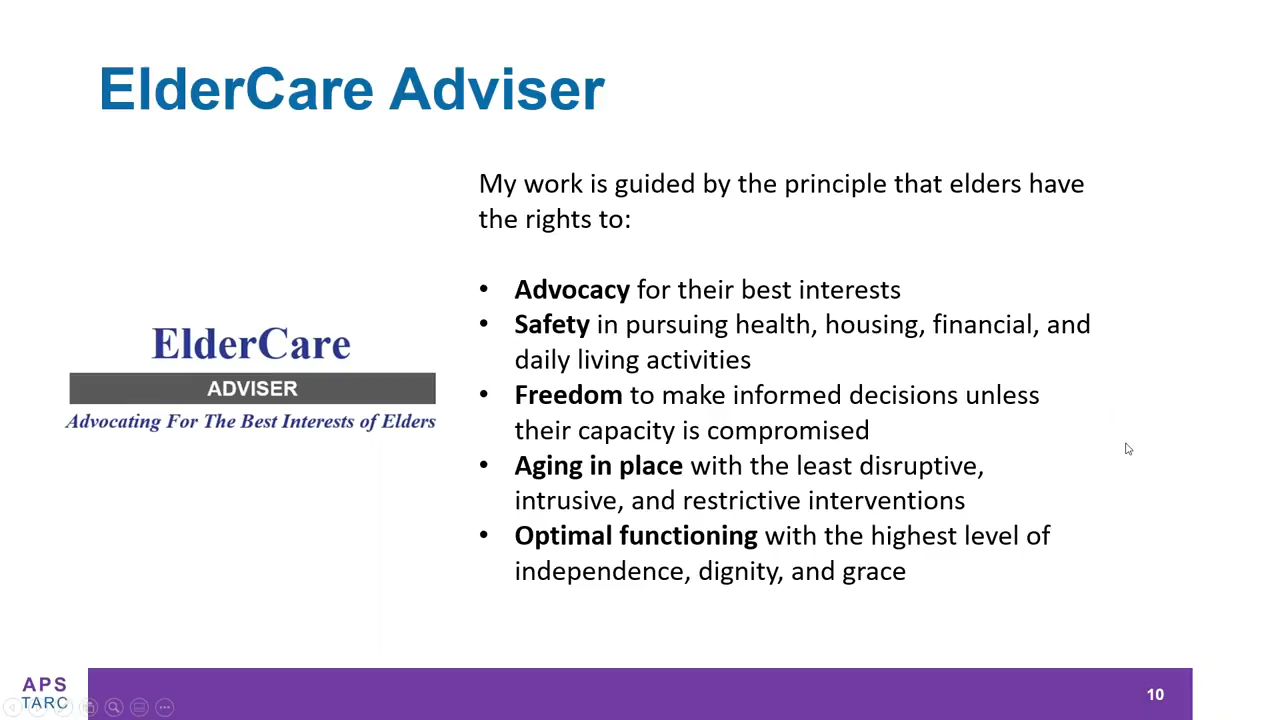 ElderCare Adviser
My work is guided by the principle that elders have
the rights to:
• Advocacy for their best interests
• Safety in pursuing health, housing, financial, and
daily living activities
• Freedom to make informed decisions unless
their capacity is compromised
• Aging in place with the least disruptive,
intrusive, and restrictive interventions
• Optimal functioning with the highest level of
independence, dignity, and grace
ElderCare
ADVISER
Advocating For The Best Interests of Elders
APS
TARC
10